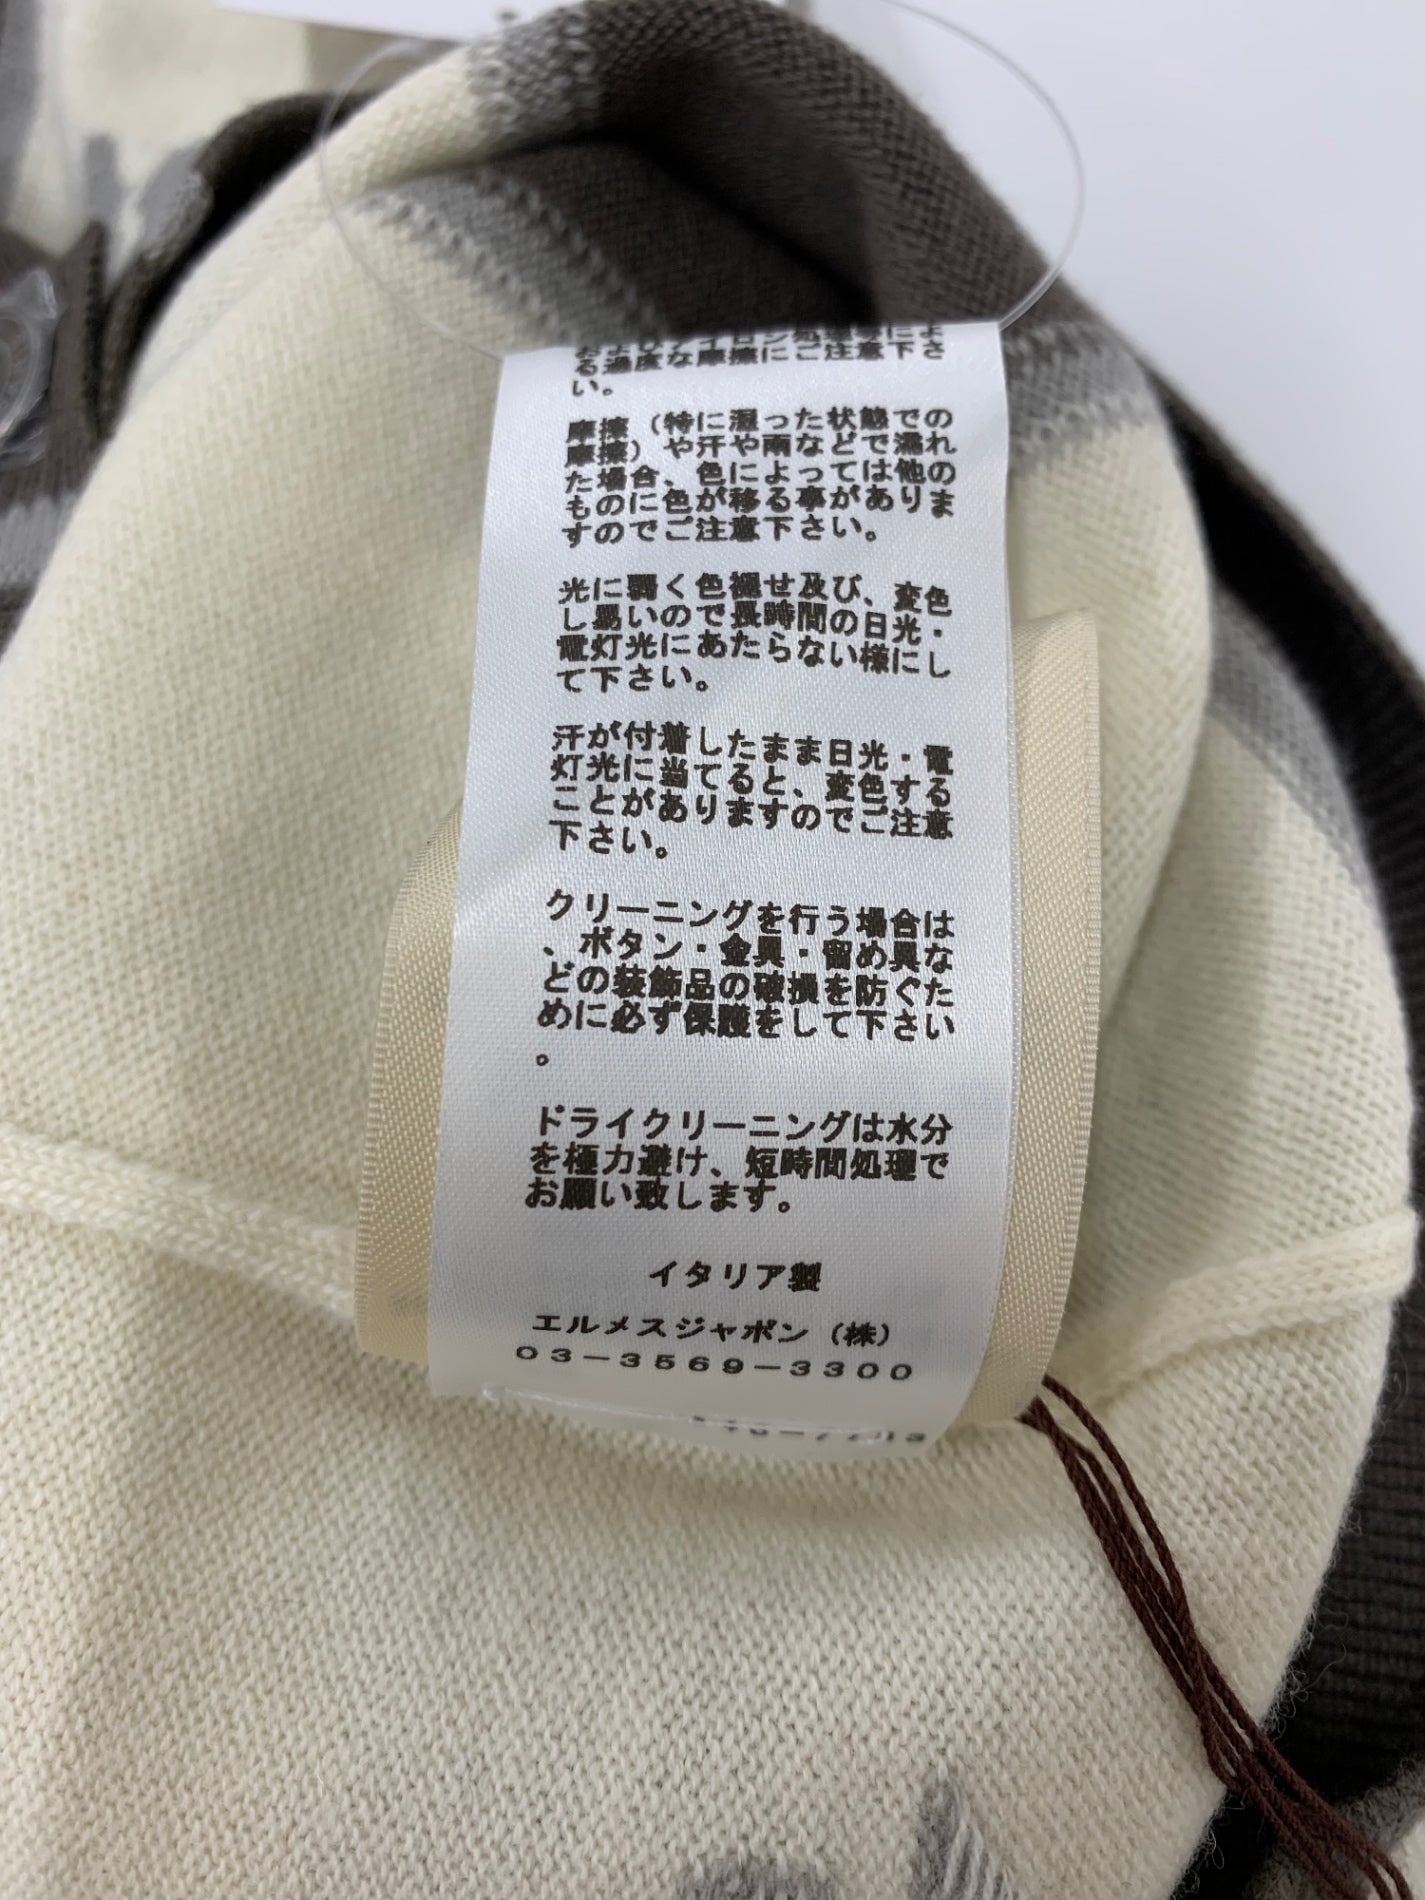 およびアイロン処理等によ
る過度な摩擦にご注意下さ
い。
摩擦（特に湿った状態での
摩擦）や汗や雨などで濡れ
た場合、色によっては他の
ものに色が移る事がありま
すのでご注意下さい。
光に弱く色褪せ及び、変色
し易いので長時間の日光・
電灯光にあたらない様にし
て下さい。
汗が付着したまま日光・電
灯光に当てると、変色する
ことがありますのでご注意
下さい。
クリーニングを行う場合は
、ボタン・金具・留め具な
どの装飾品の破損を防ぐた
めに必ず保護をして下さい
。
ドライクリーニングは水分
を極力避け、短時間処理で
お願い致します。
イタリア製
エルメスジャポン（株）
03－3569－3300